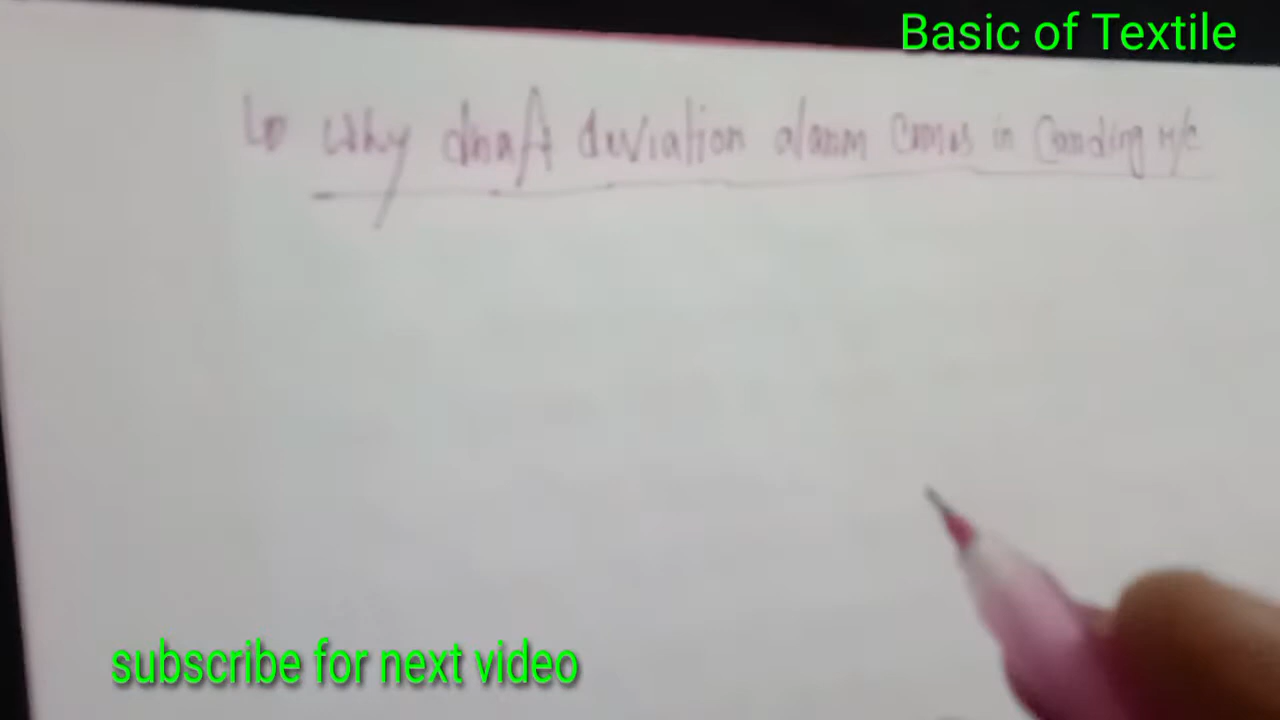 Basic of Textile
Why draft deviation alarm comes in Carding m/c
subscribe for next video